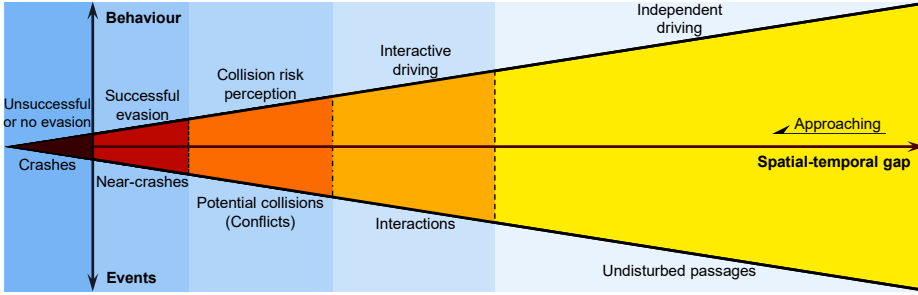 Behaviour
Independent
driving
Interactive
driving
Collision risk
perception
Unsuccessful
or no evasion
Successful
evasion
Approaching
Crashes
Spatial-temporal gap
Near-crashes
Potential collisions
(Conflicts)
Interactions
Undisturbed passages
Events